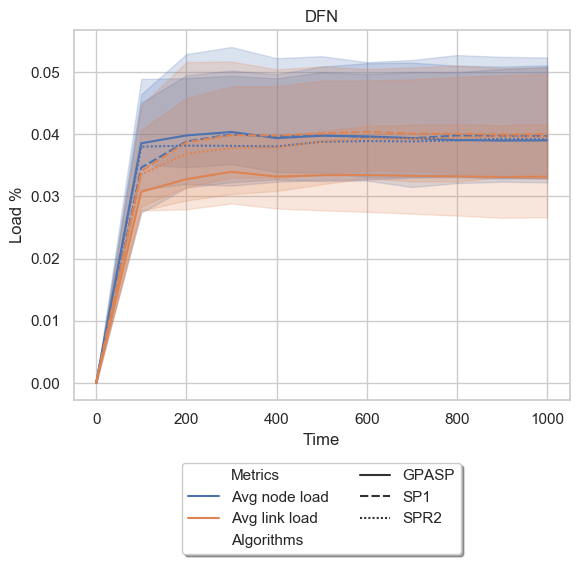 DFN
Load %
0.05
0.04
0.03
0.02
0.01
0.00
0 200 400 600 800 1000
Time
Metrics GPASP
Avg node load SP1
Avg link load SPR2
Algorithms